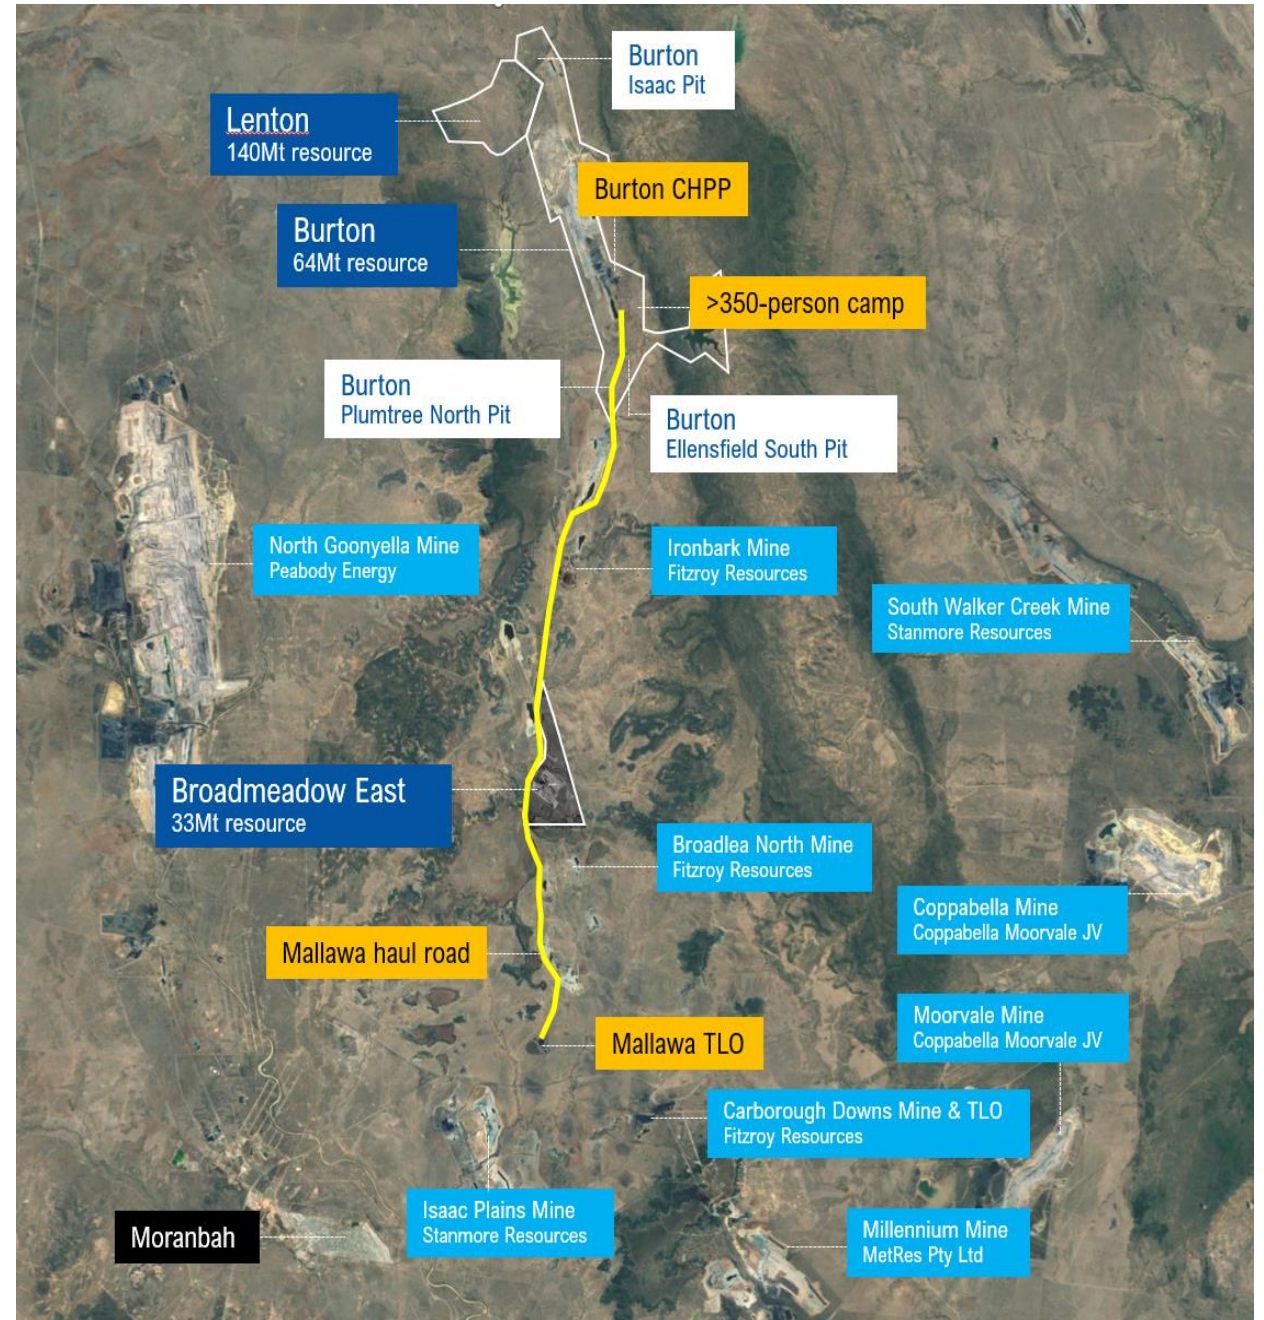 Burton
Isaac Pit
Lenton
140Mt resource
Burton CHPP
Burton
64Mt resource
>350-person camp
Burton
Plumtree North Pit
Burton
Ellensfield South Pit
North Goonyella Mine
Peabody Energy
Ironbark Mine
Fitzroy Resources
South Walker Creek Mine
Stanmore Resources
Broadmeadow East
33Mt resource
Broadlea North Mine
Fitzroy Resources
Coppabella Mine
Coppabella Moorvale JV
Mallawa haul road
Moorvale Mine
Coppabella Moorvale JV
Mallawa TLO
Carborough Downs Mine & TLO
Fitzroy Resources
Isaac Plains Mine
Stanmore Resources
Moranbah
Millennium Mine
MetRes Pty Ltd